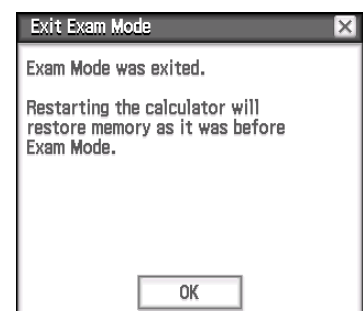 Exit Exam Mode
Exam Mode was exited.
Restarting the calculator will
restore memory as it was before
Exam Mode.
OK